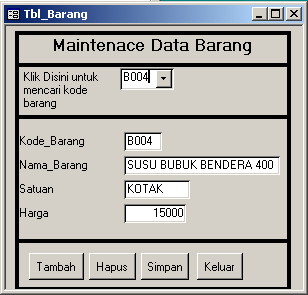 Tbl_Barang
Maintenace Data Barang
Klik Disini untuk
mencari kode
barang
B004
Kode_Barang B004
Nama_Barang SUSU BUBUK BENDERA 400
Satuan KOTAK
Harga 15000
Tambah Hapus Simpan Keluar